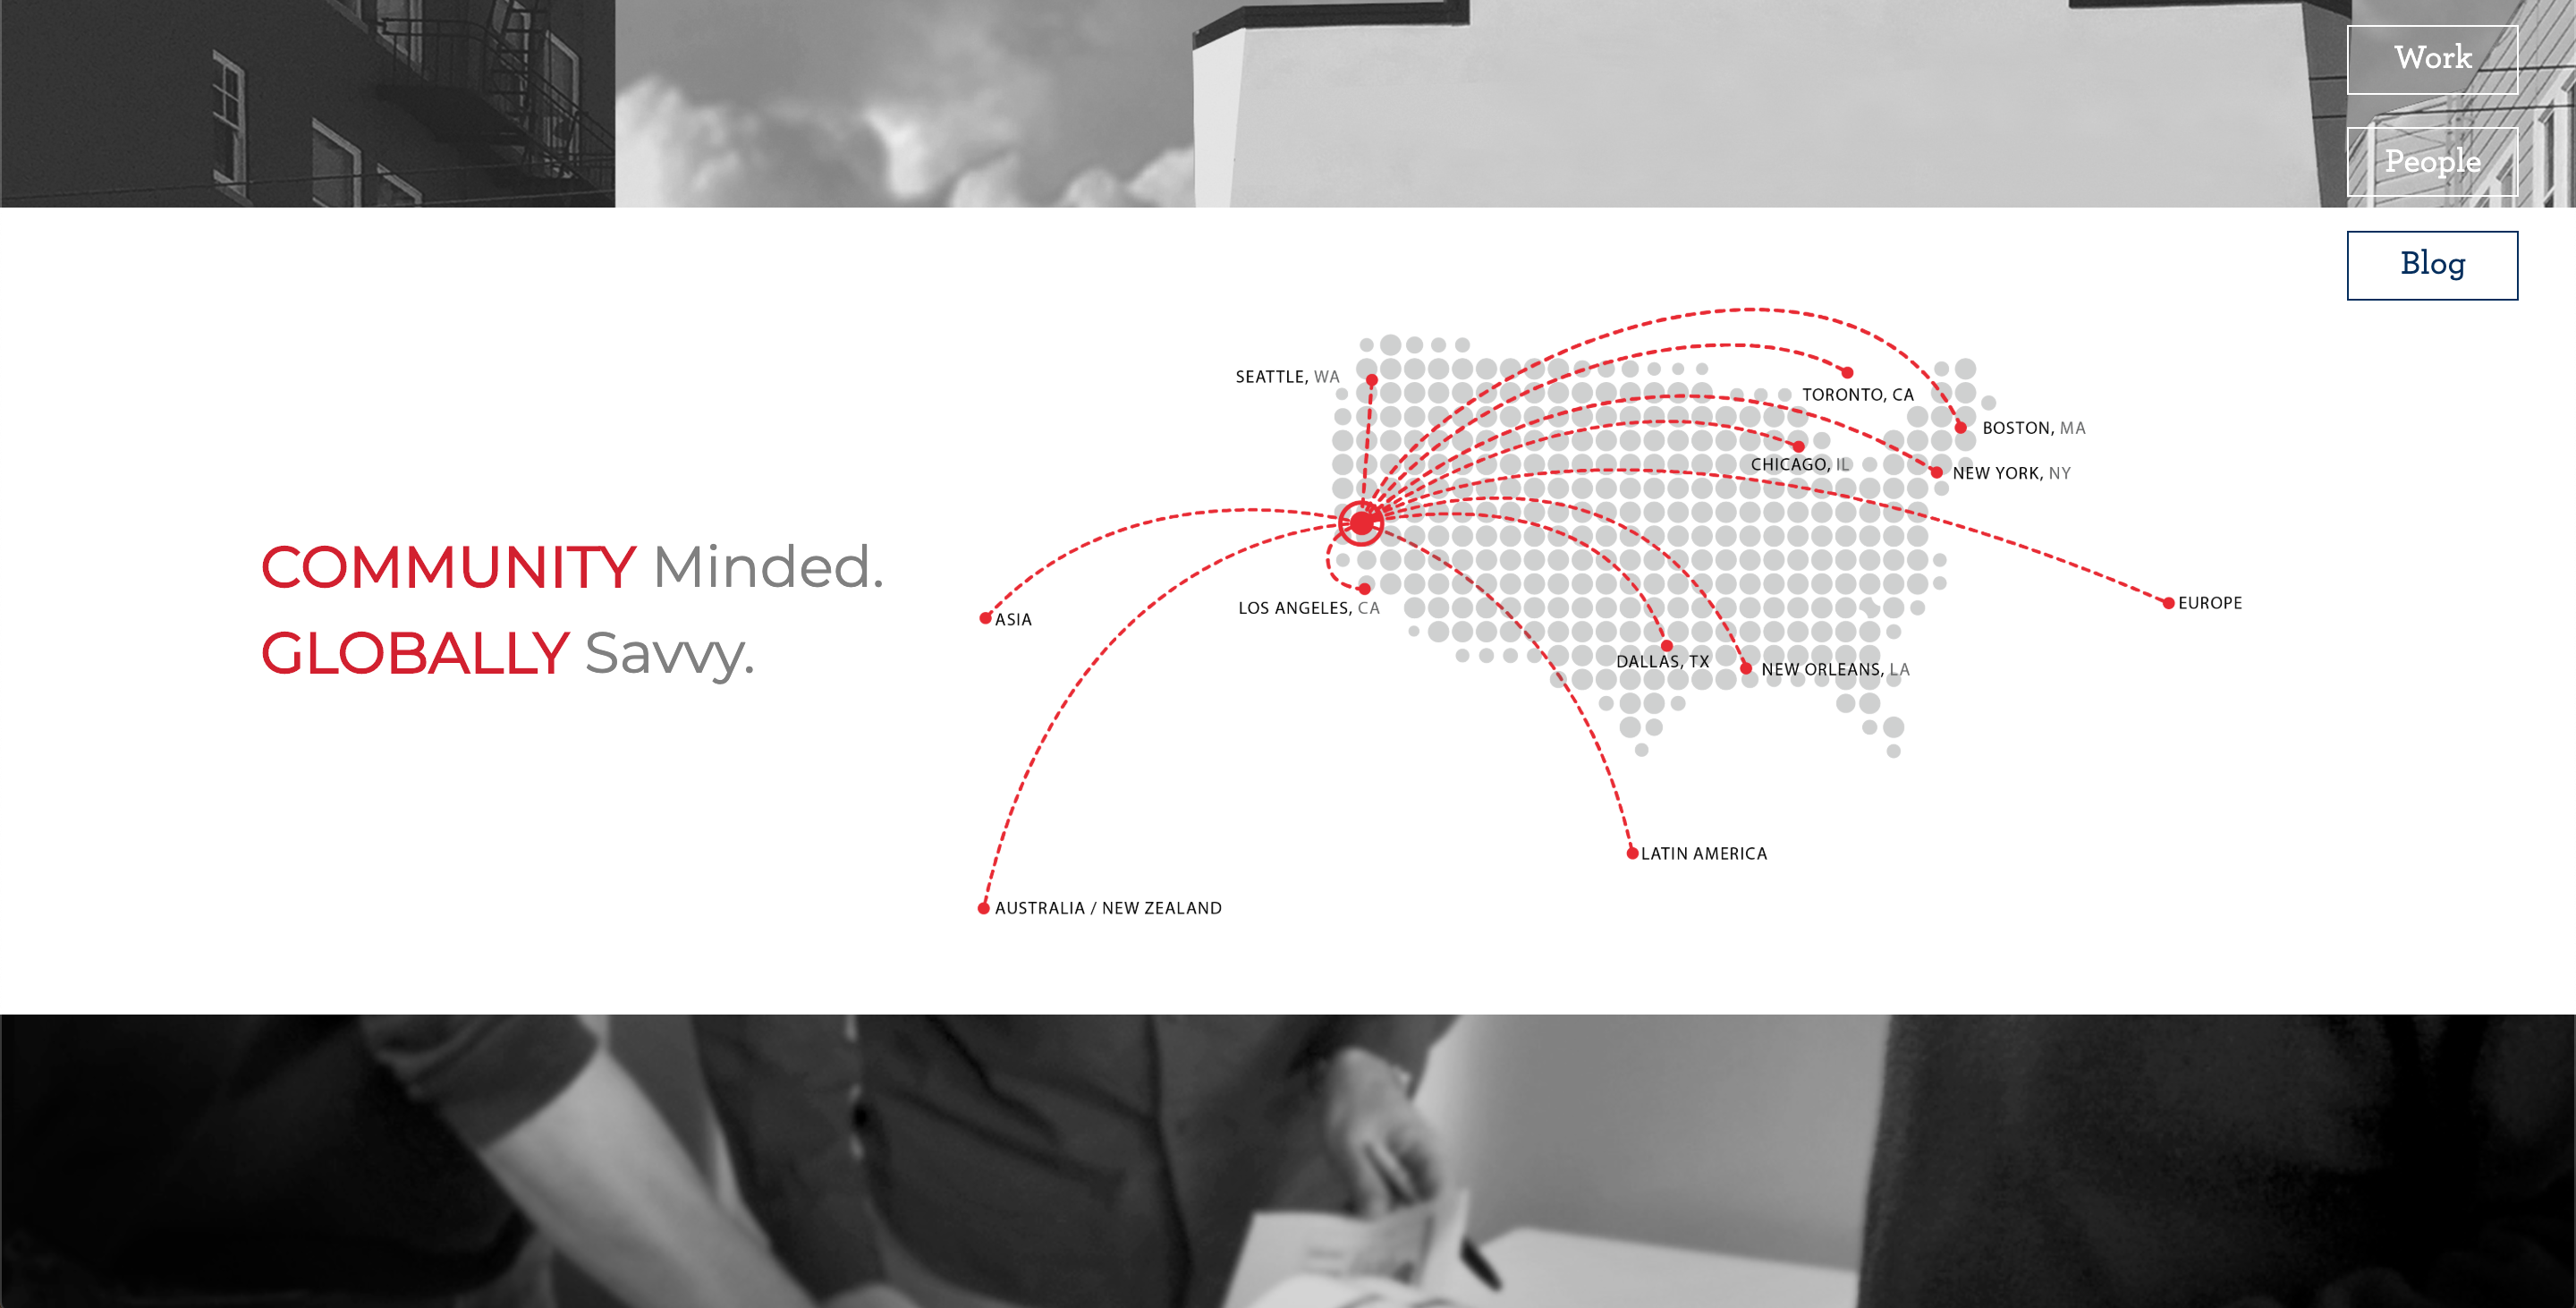 Work
People
Blog
SEATTLE, WA
TORONTO, CA
BOSTON, MA
CHICAGO, IL
NEW YORK, NY
COMMUNITY Minded.
GLOBALLY Savvy.
ASIA
LOS ANGELES, CA
EUROPE
DALLAS, TX
NEW ORLEANS, LA
LATIN AMERICA
AUSTRALIA / NEW ZEALAND